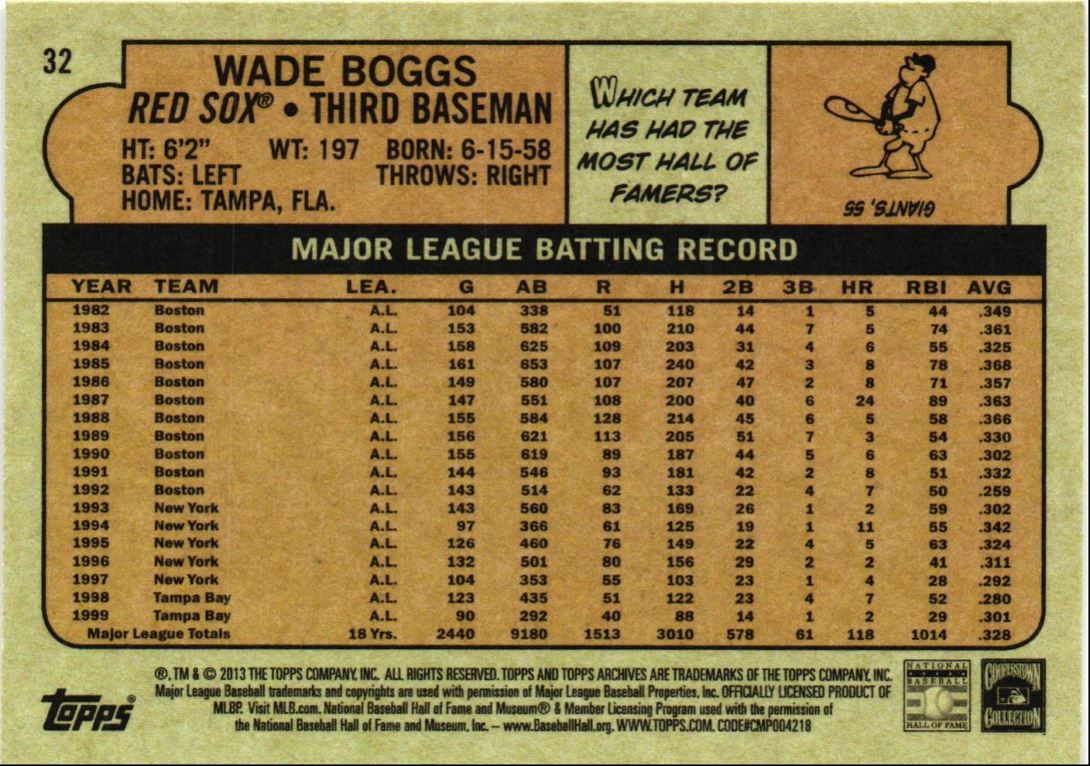 32
WADE BOGGS
RED SOX® • THIRD BASEMAN
HT: 6'2" WT: 197 BORN: 6-15-58
BATS: LEFT THROWS: RIGHT
HOME: TAMPA, FLA.
WHICH TEAM
HAS HAD THE
MOST HALL OF
FAMERS?
GIANTS, 55
MAJOR LEAGUE BATTING RECORD
YEAR TEAM LEA. G AB R H 2B 3B HR RBI AVG
1982 Boston A.L. 104 338 51 118 14 1 5 44 .349
1983 Boston A.L. 153 582 100 210 44 7 5 74 .361
1984 Boston A.L. 158 625 109 203 31 4 6 55 .325
1985 Boston A.L. 161 653 107 240 42 3 8 78 .368
1986 Boston A.L. 149 580 107 207 47 2 8 71 .357
1987 Boston A.L. 147 551 108 200 40 6 24 89 .363
1988 Boston A.L. 155 584 128 214 45 6 5 58 .366
1989 Boston A.L. 156 621 113 205 51 7 3 54 .330
1990 Boston A.L. 155 619 89 187 44 5 6 63 .302
1991 Boston A.L. 144 546 93 181 42 2 8 51 .332
1992 Boston A.L. 143 514 62 133 22 4 7 50 .259
1993 New York A.L. 143 560 83 169 26 1 2 59 .302
1994 New York A.L. 97 366 61 125 19 1 11 55 .342
1995 New York A.L. 126 460 76 149 22 4 5 63 .324
1996 New York A.L. 132 501 80 156 29 2 2 41 .311
1997 New York A.L. 104 353 55 103 23 1 4 28 .292
1998 Tampa Bay A.L. 123 435 51 122 23 4 7 52 .280
1999 Tampa Bay A.L. 90 292 40 88 14 1 2 29 .301
Major League Totals 18 Yrs. 2440 9180 1513 3010 578 61 118 1014 .328
®, TM & © 2013 THE TOPPS COMPANY, INC. ALL RIGHTS RESERVED. TOPPS AND TOPPS ARCHIVES ARE TRADEMARKS OF THE TOPPS COMPANY, INC.
Major League Baseball trademarks and copyrights are used with permission of Major League Baseball Properties, Inc. OFFICIALLY LICENSED PRODUCT OF
MLBP. Visit MLB.com. National Baseball Hall of Fame and Museum® & Member Licensing Program used with the permission of
the National Baseball Hall of Fame and Museum, Inc. – www.BaseballHall.org. WWW.TOPPS.COM. CODE#CMP004218
Topps®
NATIONAL
BASEBALL
HALL OF FAME
COOPERSTOWN
COLLECTION